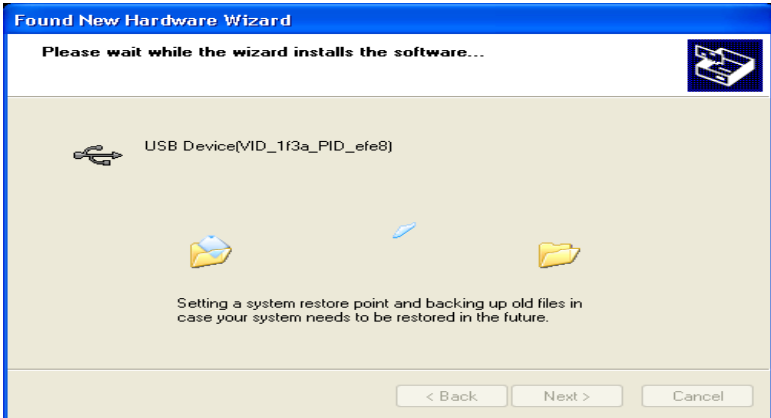 Found New Hardware Wizard
Please wait while the wizard installs the software...
USB Device(VID_1f3a_PID_efe8)
Setting a system restore point and backing up old files in
case your system needs to be restored in the future.
< Back
Next >
Cancel